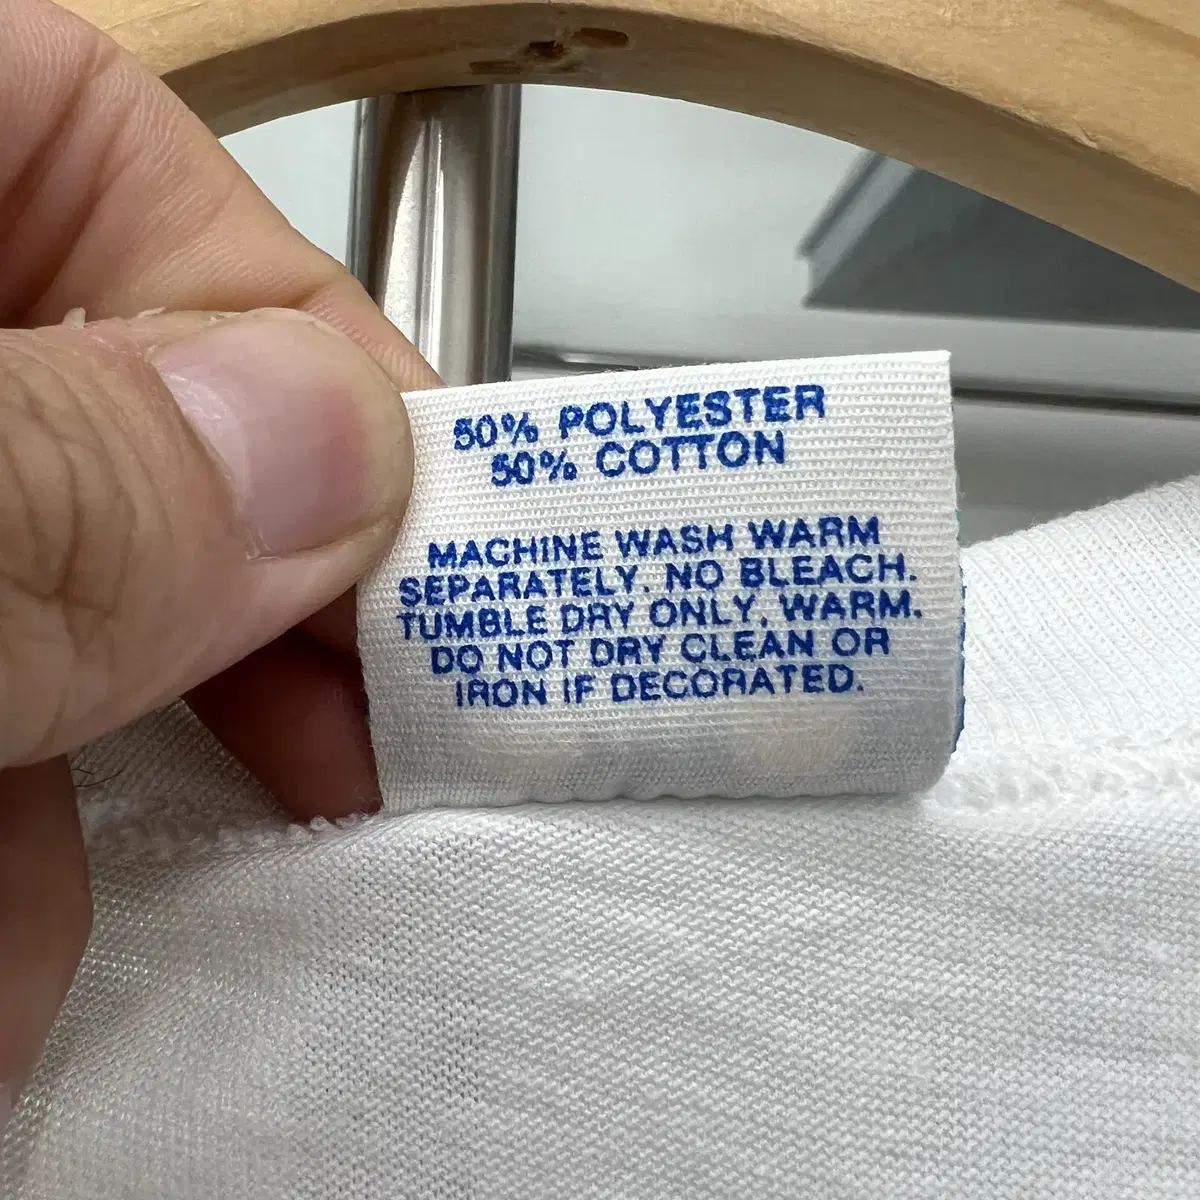 50% POLYESTER
50% COTTON
MACHINE WASH WARM
SEPARATELY. NO BLEACH.
TUMBLE DRY ONLY, WARM.
DO NOT DRY CLEAN OR
IRON IF DECORATED.